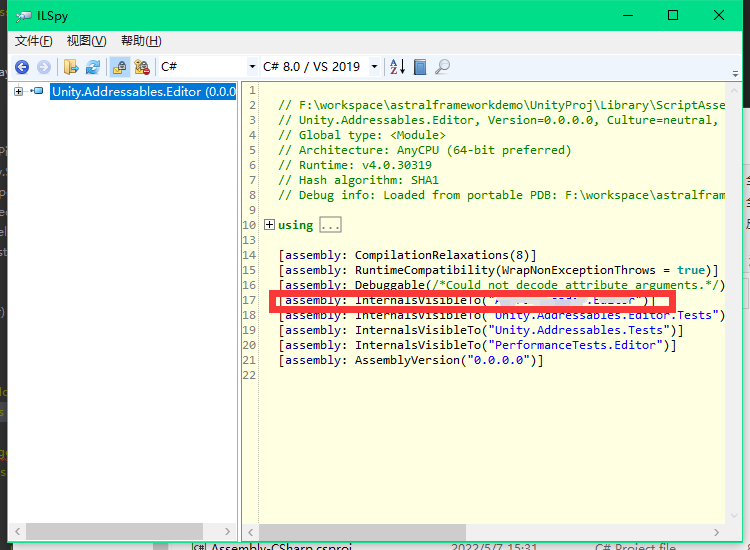 ILSpy
文件(F) 视图(V) 帮助(H)
C# C# 8.0 / VS 2019
Unity.Addressables.Editor (0.0.0
1
2 // F:\workspace\astralframeworkdemo\UnityProj\Library\ScriptAsse
3 // Unity.Addressables.Editor, Version=0.0.0.0, Culture=neutral,
4 // Global type: <Module>
5 // Architecture: AnyCPU (64-bit preferred)
6 // Runtime: v4.0.30319
7 // Hash algorithm: SHA1
8 // Debug info: Loaded from portable PDB: F:\workspace\astralfram
9
10 using ...
13
14 [assembly: CompilationRelaxations(8)]
15 [assembly: RuntimeCompatibility(WrapNonExceptionThrows = true)]
16 [assembly: Debuggable(/*Could not decode attribute arguments.*/)
17 [assembly: InternalsVisibleTo(" .Editor")]
18 [assembly: InternalsVisibleTo("Unity.Addressables.Editor.Tests")
19 [assembly: InternalsVisibleTo("Unity.Addressables.Tests")]
20 [assembly: InternalsVisibleTo("PerformanceTests.Editor")]
21 [assembly: AssemblyVersion("0.0.0.0")]
22
Assembly-CSharp.csproj 2022/5/7 15:31 C# Project file